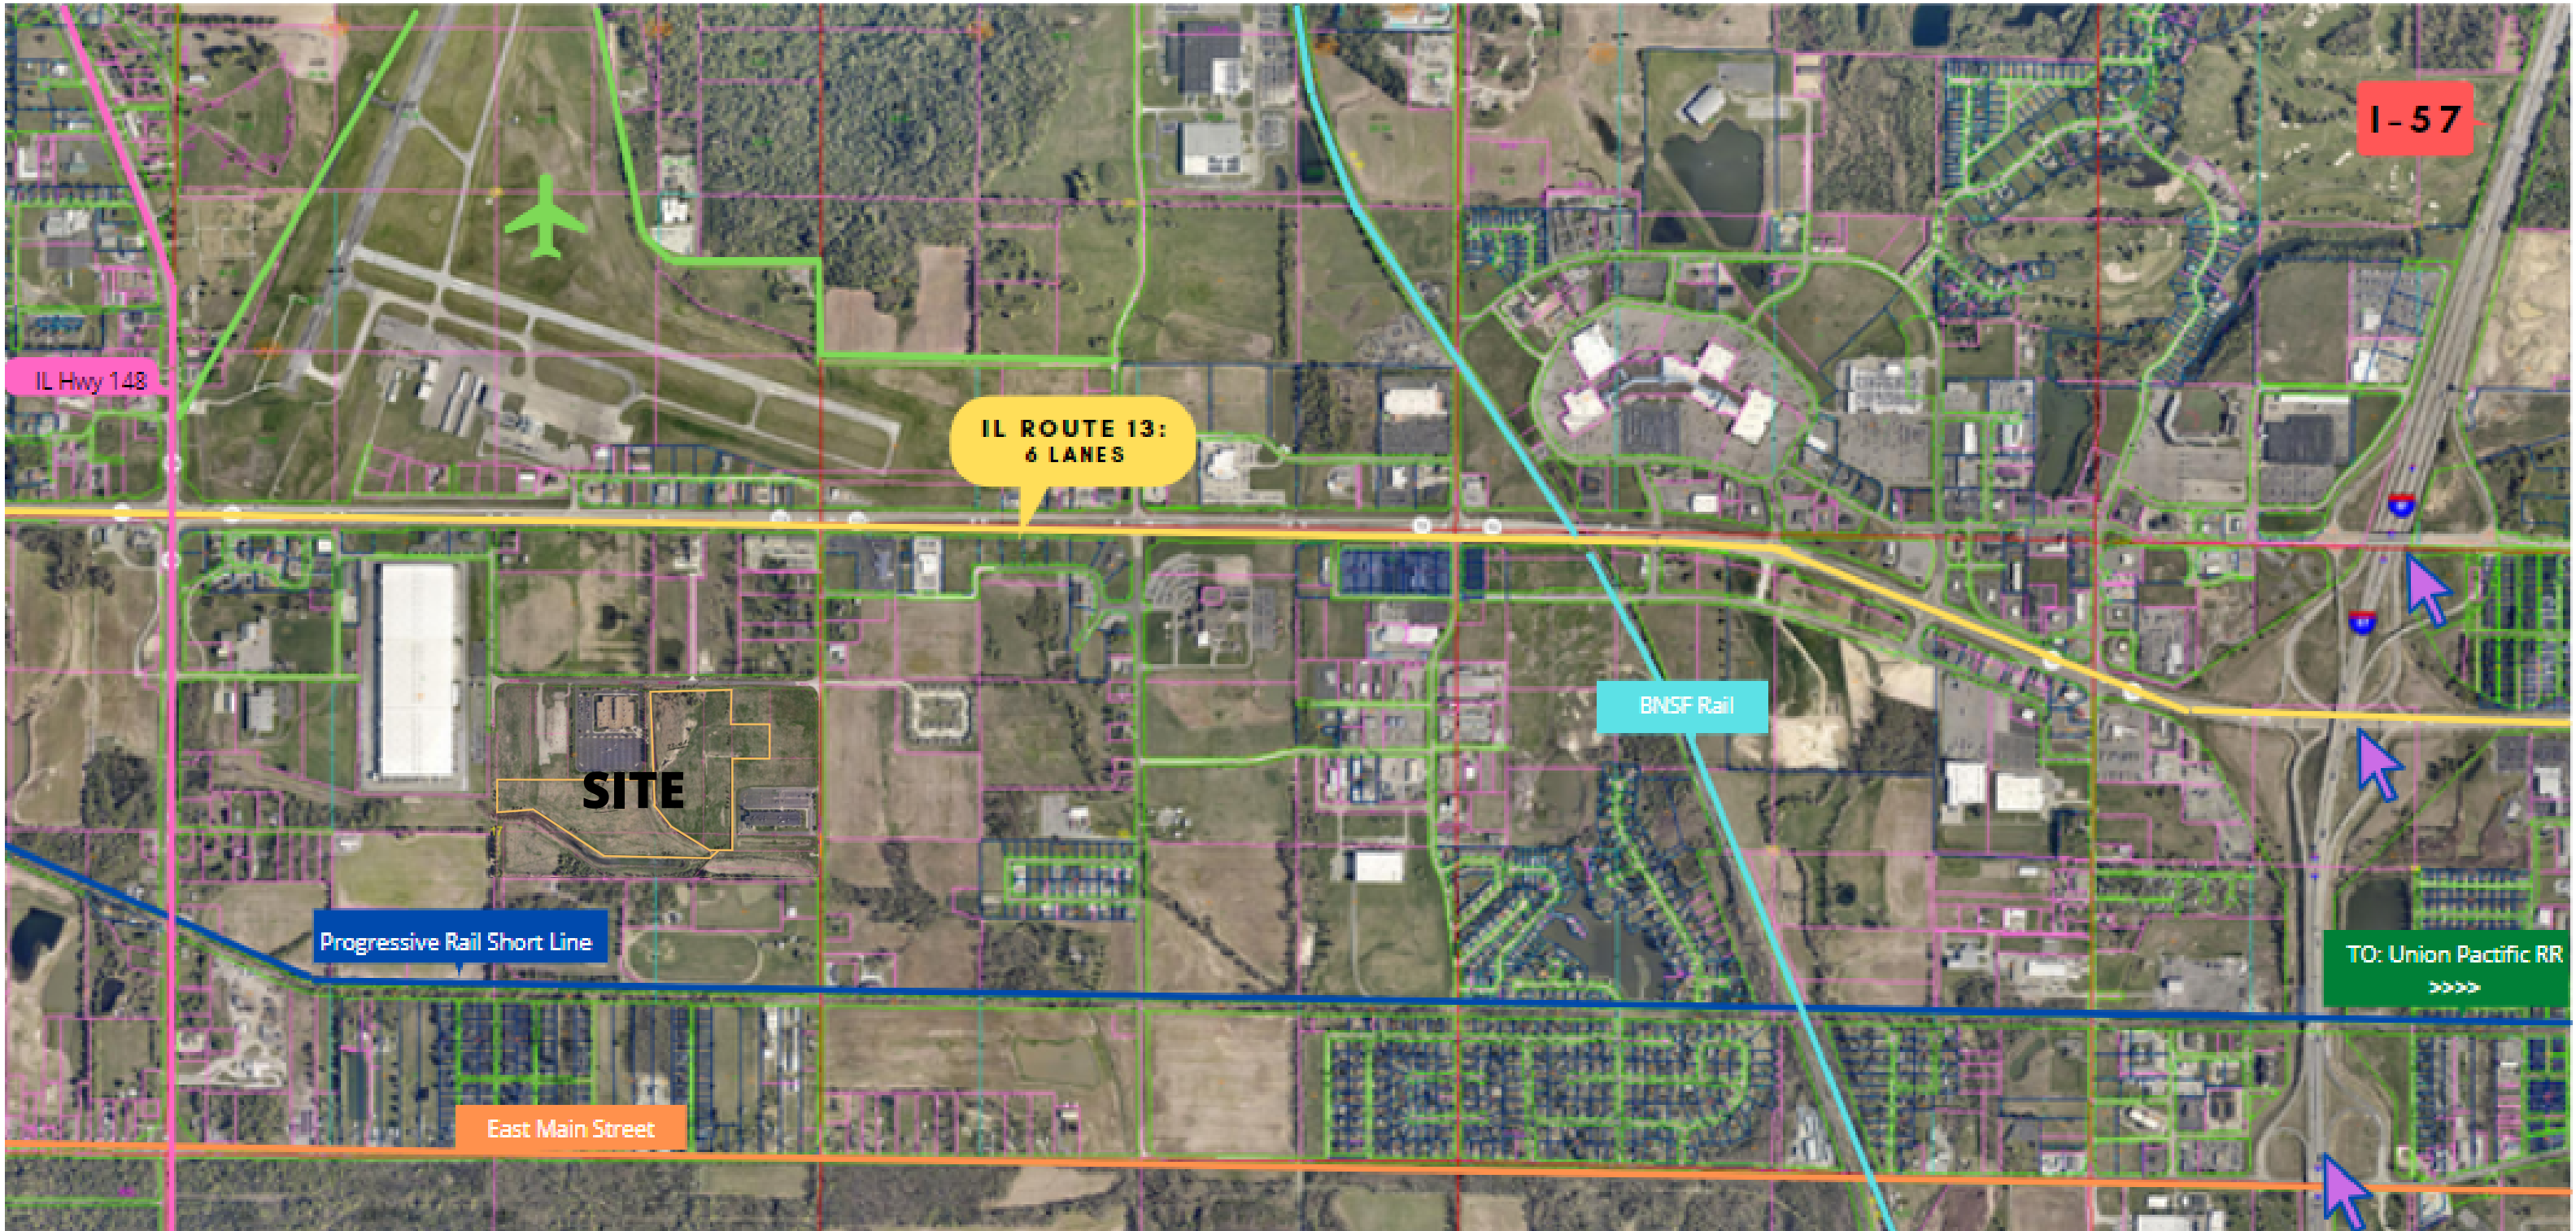 I-57
IL Hwy 148
IL ROUTE 13:
6 LANES
BNSF Rail
SITE
Progressive Rail Short Line
TO: Union Pactific RR
>>>>
East Main Street